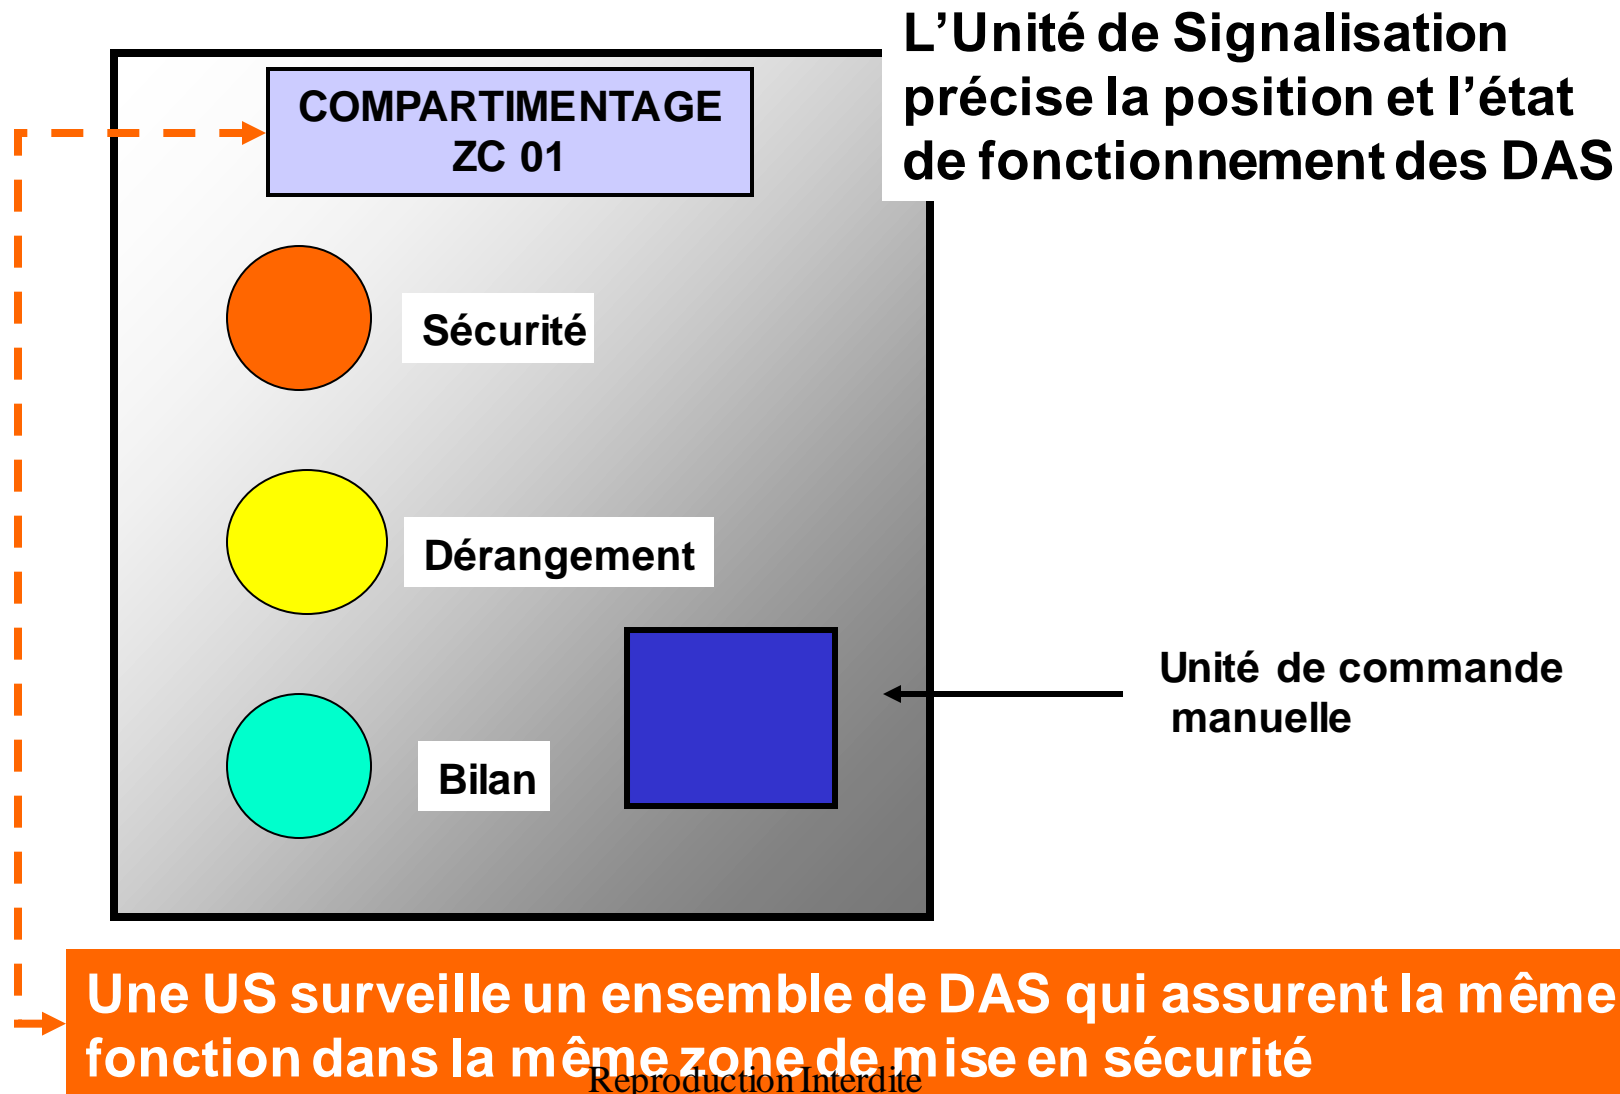 L’Unité de Signalisation
précise la position et l’état
de fonctionnement des DAS
COMPARTIMENTAGE
ZC 01
Sécurité
Dérangement
Bilan
Unité de commande
manuelle
Une US surveille un ensemble de DAS qui assurent la même
fonction dans la même zone de mise en sécurité
Reproduction Interdite